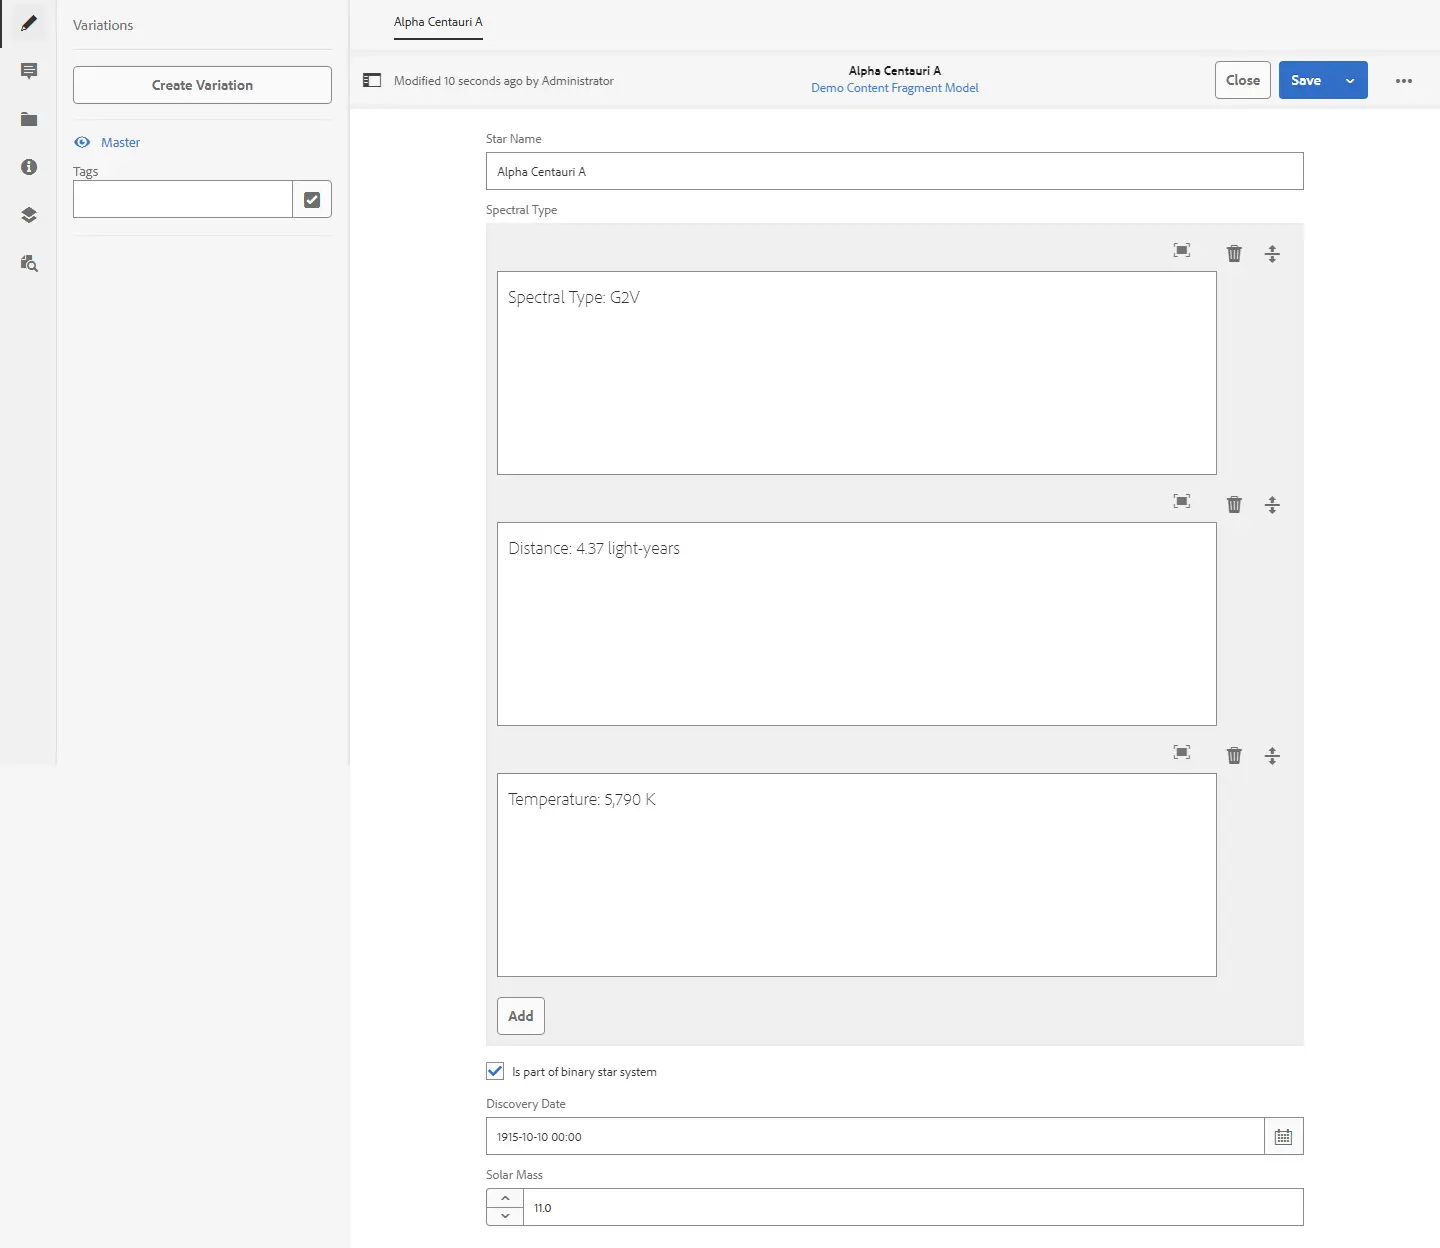 Variations
Create Variation
Master
Tags
Alpha Centauri A
Modified 10 seconds ago by Administrator
Alpha Centauri A
Demo Content Fragment Model
Close
Save
Star Name
Alpha Centauri A
Spectral Type
Spectral Type: G2V
Distance: 4.37 light-years
Temperature: 5,790 K
Add
Is part of binary star system
Discovery Date
1915-10-10 00:00
Solar Mass
11.0